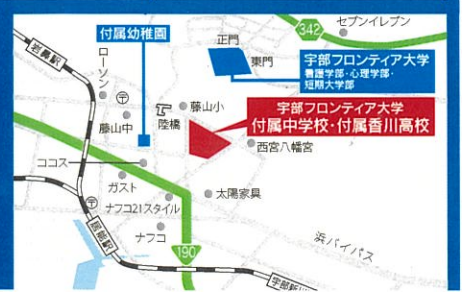 セブンイレブン
342
付属幼稚園
正門
東門
宇部フロンティア大学
看護学部・心理学部・
短期大学部
岩鼻駅
ローソン
〒
藤山中
陸橋
藤山小
宇部フロンティア大学
付属中学校・付属香川高校
西宮八幡宮
ココス
ガスト
〒
ナフコ21スタイル
太陽家具
居能駅
ナフコ
190
浜バイパス
宇部新川